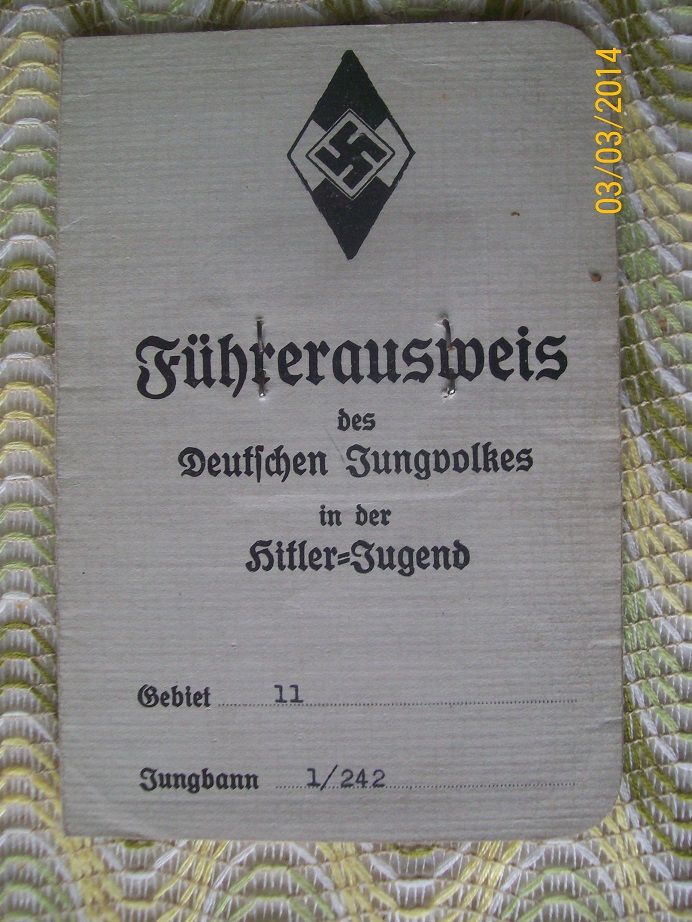 Führerausweis
des
Deutschen Jungvolkes
in der
Hitler=Jugend
Gebiet 11
Jungbann 1/242
03/03/2014